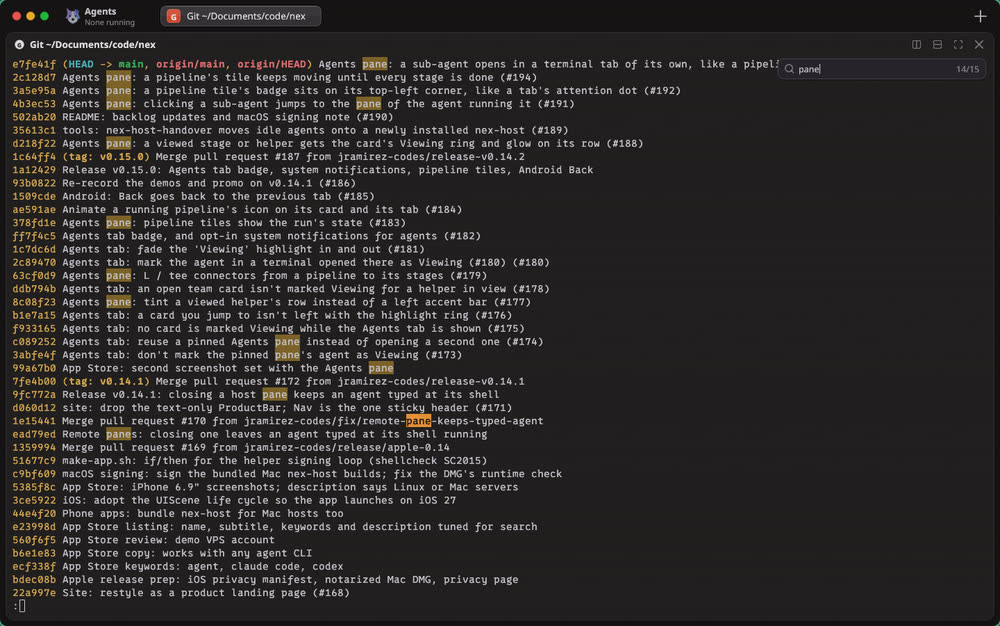 Agents
None running
G Git ~/Documents/code/nex
G Git ~/Documents/code/nex
e7fe41f (HEAD -> main, origin/main, origin/HEAD) Agents pane: a sub-agent opens in a terminal tab of its own, like a pipel
pane 14/15
2c128d7 Agents pane: a pipeline's tile keeps moving until every stage is done (#194)
3a5e95a Agents pane: a pipeline tile's badge sits on its top-left corner, like a tab's attention dot (#192)
4b3ec53 Agents pane: clicking a sub-agent jumps to the pane of the agent running it (#191)
502ab20 README: backlog updates and macOS signing note (#190)
35613c1 tools: nex-host-handover moves idle agents onto a newly installed nex-host (#189)
d218f22 Agents pane: a viewed stage or helper gets the card's Viewing ring and glow on its row (#188)
1c64ff4 (tag: v0.15.0) Merge pull request #187 from jramirez-codes/release-v0.14.2
1a12429 Release v0.15.0: Agents tab badge, system notifications, pipeline tiles, Android Back
93b0822 Re-record the demos and promo on v0.14.1 (#186)
1509cde Android: Back goes back to the previous tab (#185)
ae591ae Animate a running pipeline's icon on its card and its tab (#184)
378fd1e Agents pane: pipeline tiles show the run's state (#183)
ff7f4c5 Agents tab badge, and opt-in system notifications for agents (#182)
1c7dc6d Agents tab: fade the 'Viewing' highlight in and out (#181)
2c89470 Agents tab: mark the agent in a terminal opened there as Viewing (#180) (#180)
63cf0d9 Agents pane: L / tee connectors from a pipeline to its stages (#179)
ddb794b Agents tab: an open team card isn't marked Viewing for a helper in view (#178)
8c08f23 Agents pane: tint a viewed helper's row instead of a left accent bar (#177)
b1e7a15 Agents tab: a card you jump to isn't left with the highlight ring (#176)
f933165 Agents tab: no card is marked Viewing while the Agents tab is shown (#175)
c089252 Agents tab: reuse a pinned Agents pane instead of opening a second one (#174)
3abfe4f Agents tab: don't mark the pinned pane's agent as Viewing (#173)
99a67b0 App Store: second screenshot set with the Agents pane
7fe4b00 (tag: v0.14.1) Merge pull request #172 from jramirez-codes/release-v0.14.1
9fc772a Release v0.14.1: closing a host pane keeps an agent typed at its shell
d060d12 site: drop the text-only ProductBar; Nav is the one sticky header (#171)
1e15441 Merge pull request #170 from jramirez-codes/fix/remote-pane-keeps-typed-agent
ead79ed Remote panes: closing one leaves an agent typed at its shell running
1359994 Merge pull request #169 from jramirez-codes/release/apple-0.14
51677c9 make-app.sh: if/then for the helper signing loop (shellcheck SC2015)
c9bf609 macOS signing: sign the bundled Mac nex-host builds; fix the DMG's runtime check
5385f8c App Store: iPhone 6.9" screenshots; description says Linux or Mac servers
3ce5922 iOS: adopt the UIScene life cycle so the app launches on iOS 27
44e4f20 Phone apps: bundle nex-host for Mac hosts too
e23998d App Store listing: name, subtitle, keywords and description tuned for search
560f6f5 App Store review: demo VPS account
b6e1e83 App Store copy: works with any agent CLI
ecf338f App Store keywords: agent, claude code, codex
bdec08b Apple release prep: iOS privacy manifest, notarized Mac DMG, privacy page
22a997e Site: restyle as a product landing page (#168)
: